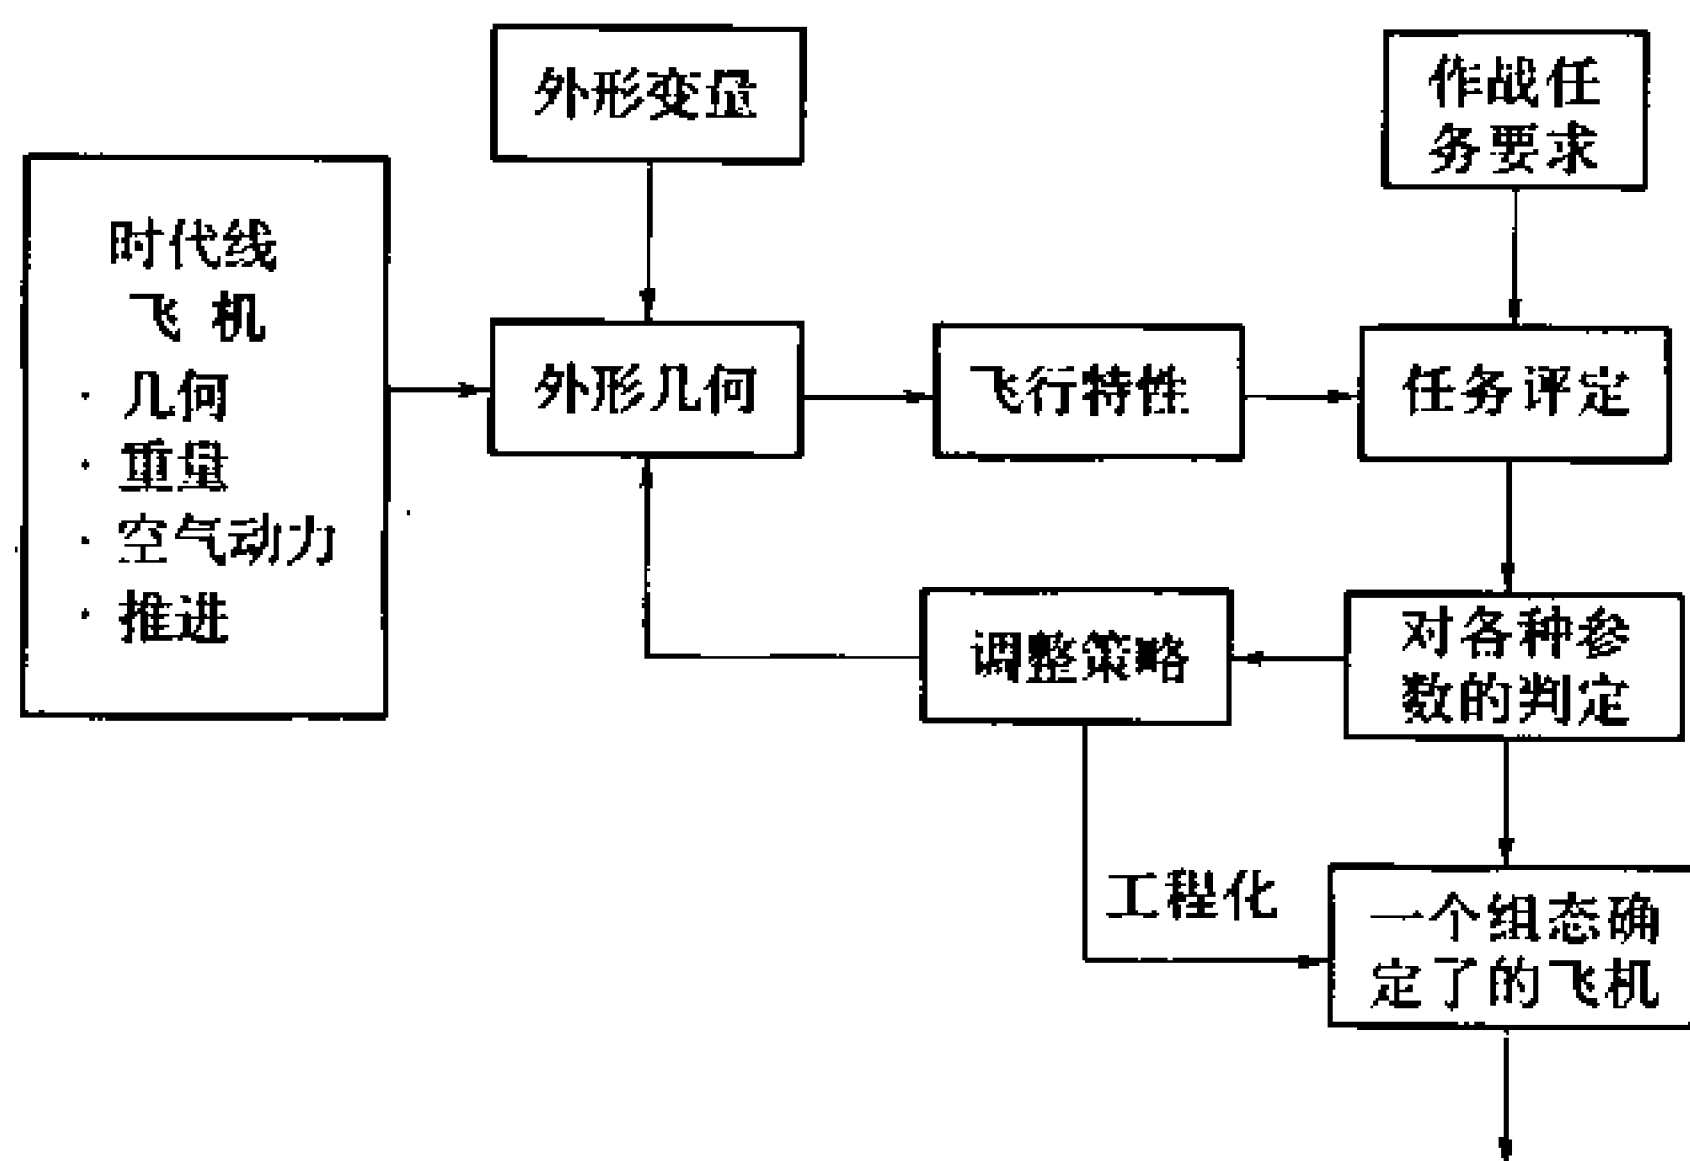 外形变量
作战任
务要求
时代线
飞机
· 几何
· 重量
· 空气动力
· 推进
外形几何
飞行特性
任务评定
调整策略
对各种参
数的判定
工程化
一个组态确
定了的飞机